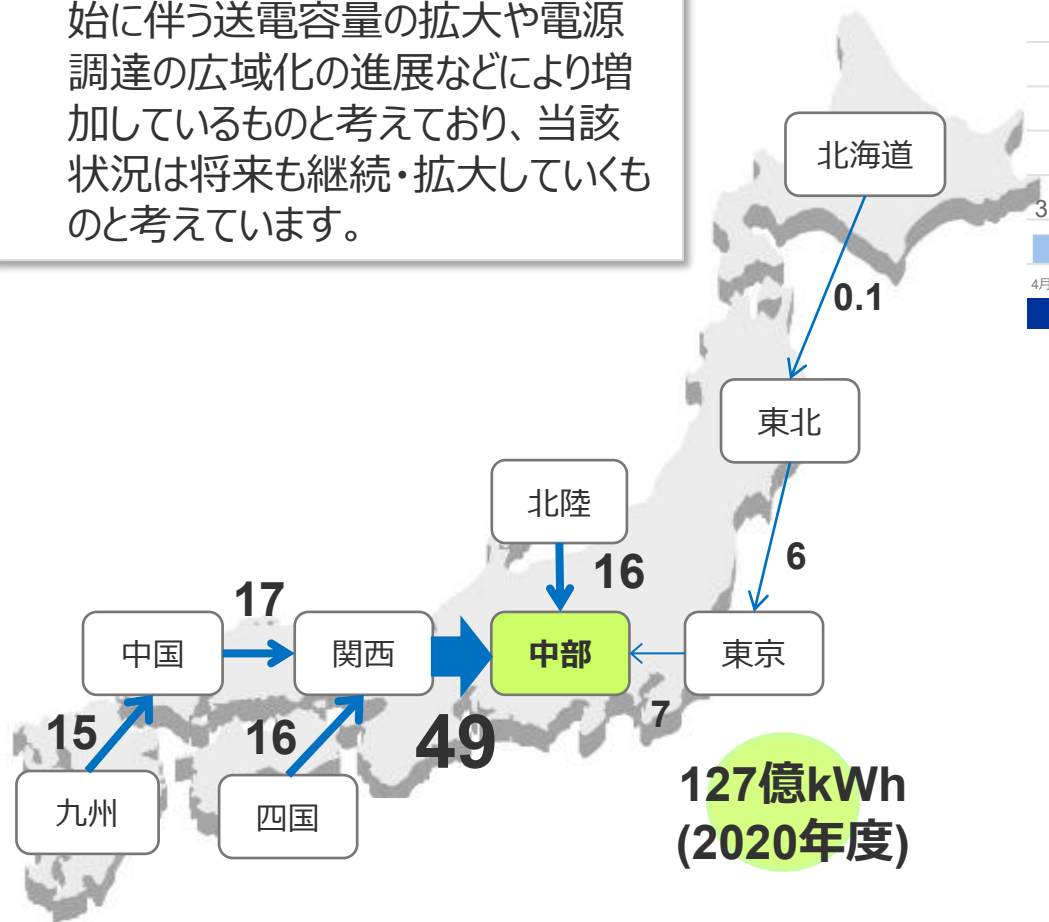 始に伴う送電容量の拡大や電源
調達の広域化の進展などにより増
加しているものと考えており、当該
状況は将来も継続・拡大していくも
のと考えています。
3
4月
北海道
0.1
東北
北陸
16
6
17
中国
関西
中部
東京
15
16
49
7
九州
四国
127億kWh
(2020年度)